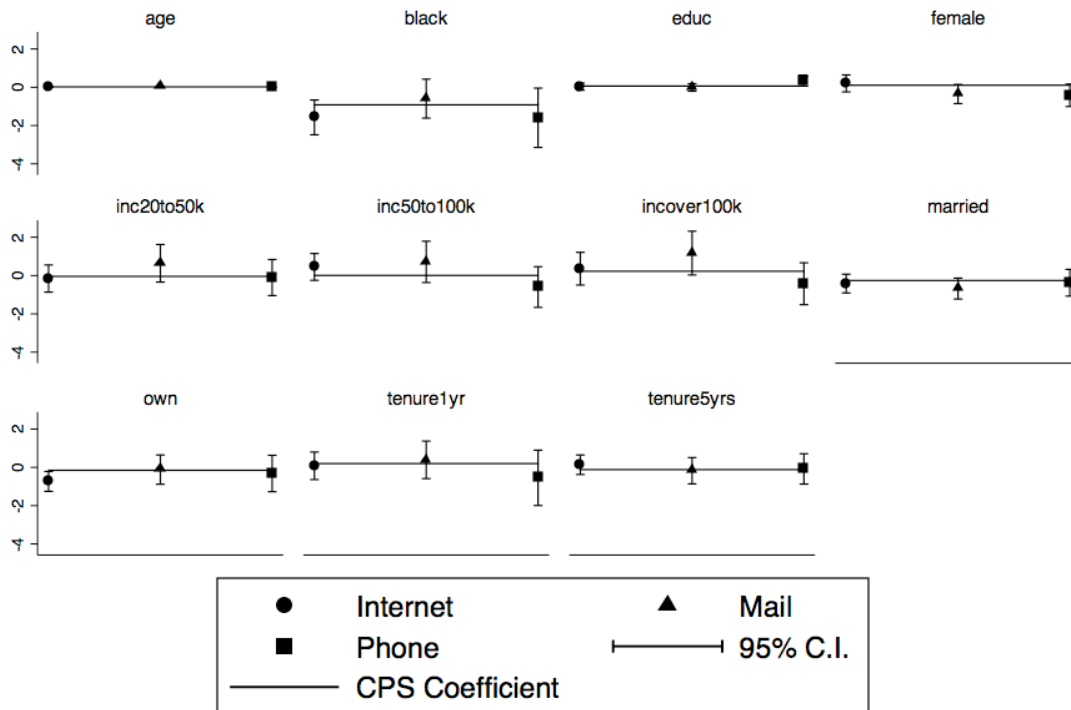 age black educ female
2
0
-2
-4
inc20to50k inc50to100k incover100k married
2
0
-2
-4
own tenure1yr tenure5yrs
2
0
-2
-4
Internet Mail
Phone 95% C.I.
CPS Coefficient